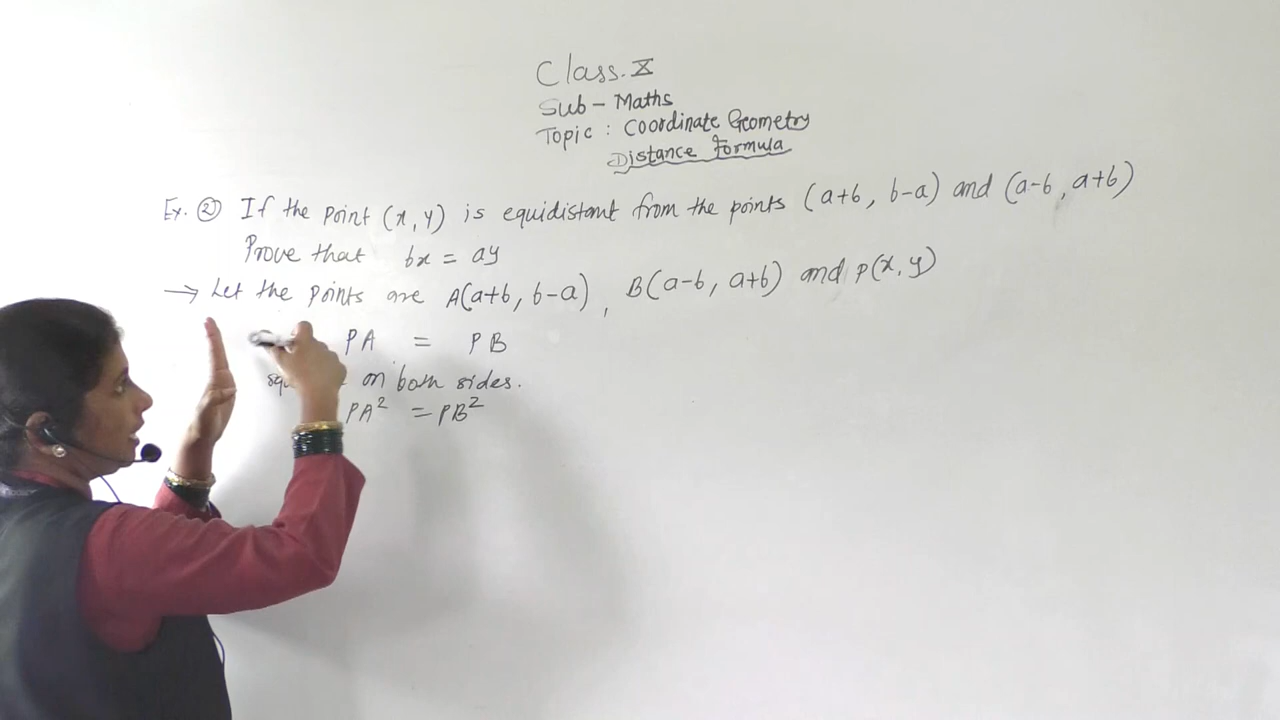 Class. X
Sub - Maths
Topic : Coordinate Geometry
Distance Formula
Ex. ② If the point (x, y) is equidistant from the points (a+b, b-a) and (a-b, a+b)
Prove that bx = ay
→ Let the points are A(a+b, b-a), B(a-b, a+b) and P(x, y)
PA = PB
on both sides.
PA² = PB²